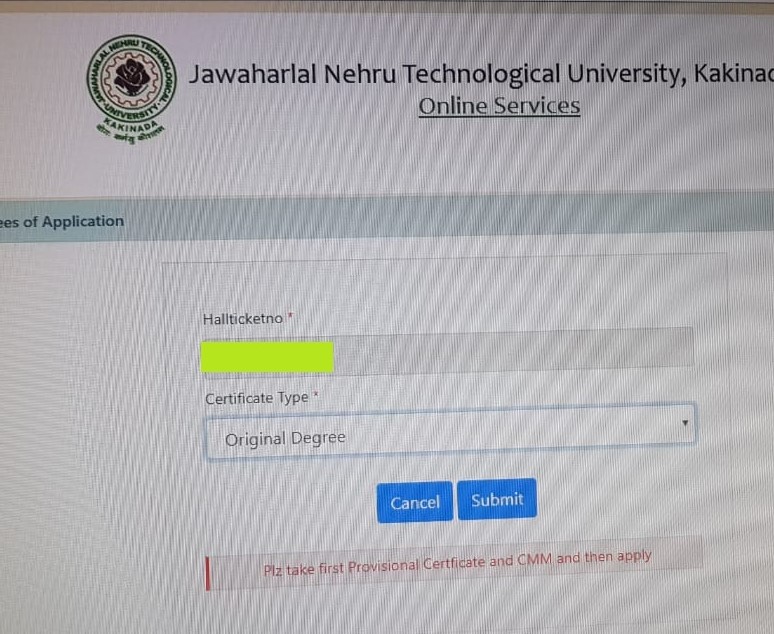 JAWAHARLAL NEHRU TECHNOLOGICAL UNIVERSITY
KAKINADA
Jawaharlal Nehru Technological University, Kakinad
Online Services
ees of Application
Hallticketno *
Certificate Type *
Original Degree
Cancel Submit
Plz take first Provisional Certficate and CMM and then apply